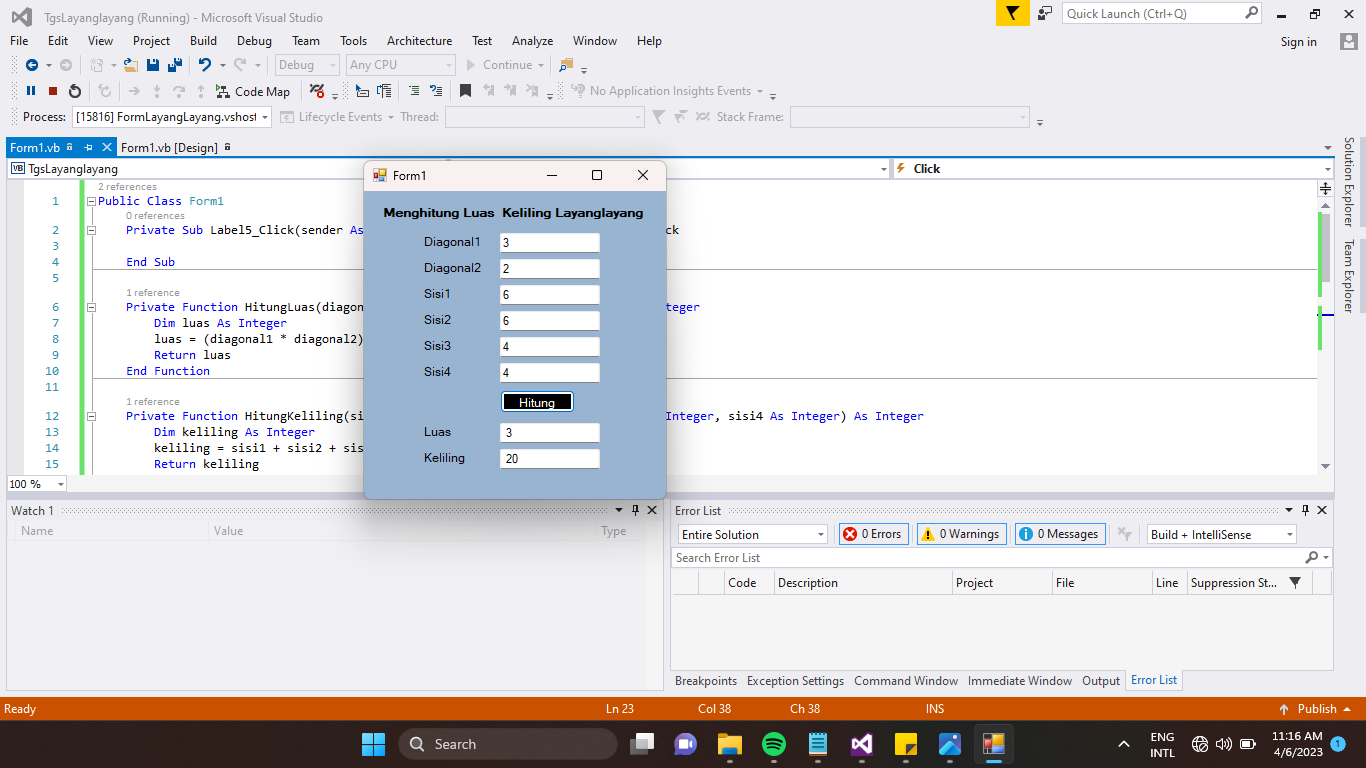 TgsLayanglayang (Running) - Microsoft Visual Studio
Quick Launch (Ctrl+Q)
File Edit View Project Build Debug Team Tools Architecture Test Analyze Window Help
Sign in
Debug Any CPU Continue
Code Map No Application Insights Events
Process: [15816] FormLayangLayang.vshost Lifecycle Events Thread: Stack Frame:
Form1.vb Form1.vb [Design]
VB TgsLayanglayang Click
2 references
1 Public Class Form1
0 references
2 Private Sub Label5_Click(sender As ck
3
4 End Sub
5
1 reference
6 Private Function HitungLuas(diagon teger
7 Dim luas As Integer
8 luas = (diagonal1 * diagonal2)
9 Return luas
10 End Function
11
1 reference
12 Private Function HitungKeliling(si Integer, sisi4 As Integer) As Integer
13 Dim keliling As Integer
14 keliling = sisi1 + sisi2 + sis
15 Return keliling
100 %
Form1
Menghitung Luas Keliling Layanglayang
Diagonal1 3
Diagonal2 2
Sisi1 6
Sisi2 6
Sisi3 4
Sisi4 4
Hitung
Luas 3
Keliling 20
Solution Explorer
Team Explorer
Watch 1
Name Value Type
Error List
Entire Solution 0 Errors 0 Warnings 0 Messages Build + IntelliSense
Search Error List
Code Description Project File Line Suppression St...
Breakpoints Exception Settings Command Window Immediate Window Output Error List
Ready Ln 23 Col 38 Ch 38 INS Publish
Search
ENG
INTL
11:16 AM
4/6/2023
1